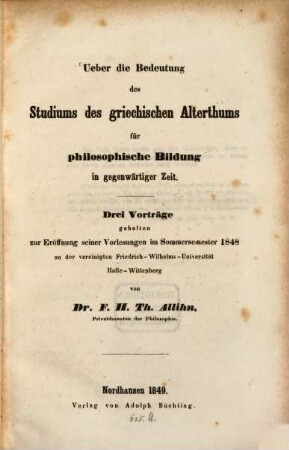 Ueber die Bedeutung
des
Studiums des griechischen Alterthums
für
philosophische Bildung
in gegenwärtiger Zeit.
Drei Vorträge
gehalten
zur Eröffnung seiner Vorlesungen im Sommersemester 1848
an der vereinigten Friedrich-Wilhelms-Universität
Halle-Wittenberg
von
Dr. F. H. Th. Allihn,
Privatdocenten der Philosophie.
Nordhausen 1849.
Verlag von Adolph Büchting.